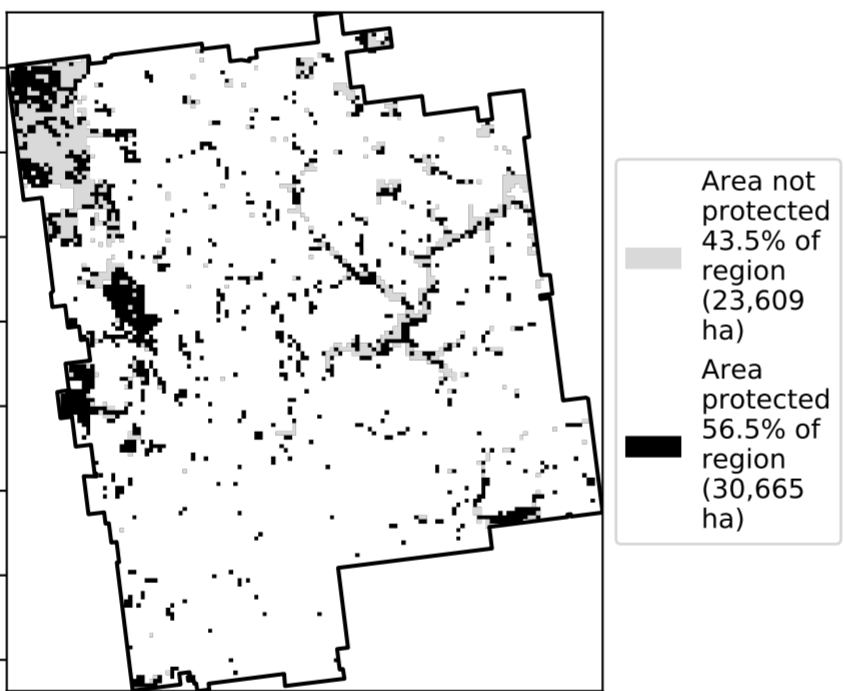 Area not
protected
43.5% of
region
(23,609
ha)
Area
protected
56.5% of
region
(30,665
ha)